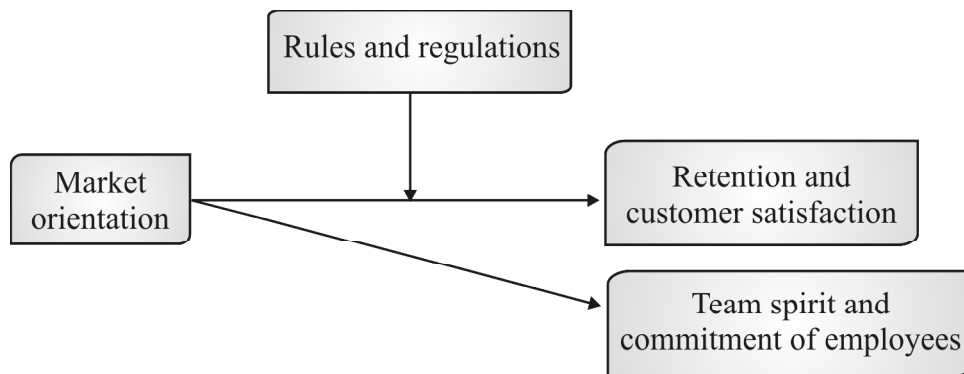 Rules and regulations
Market
orientation
Retention and
customer satisfaction
Team spirit and
commitment of employees